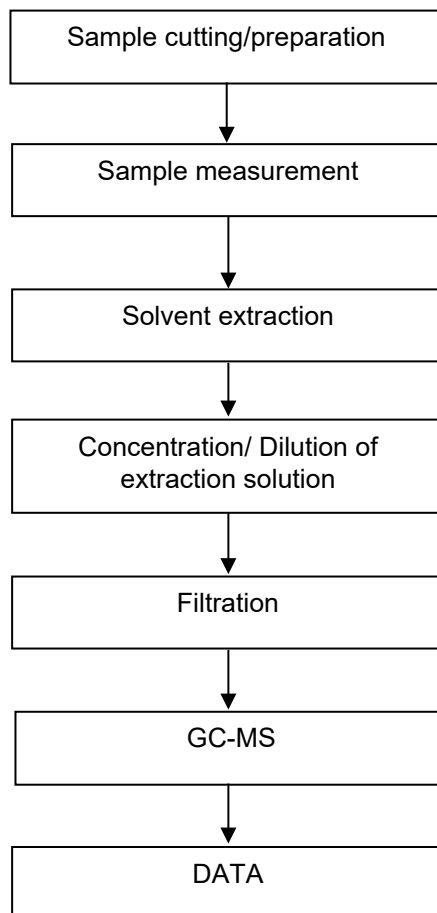 Sample cutting/preparation
Sample measurement
Solvent extraction
Concentration/ Dilution of
extraction solution
Filtration
GC-MS
DATA